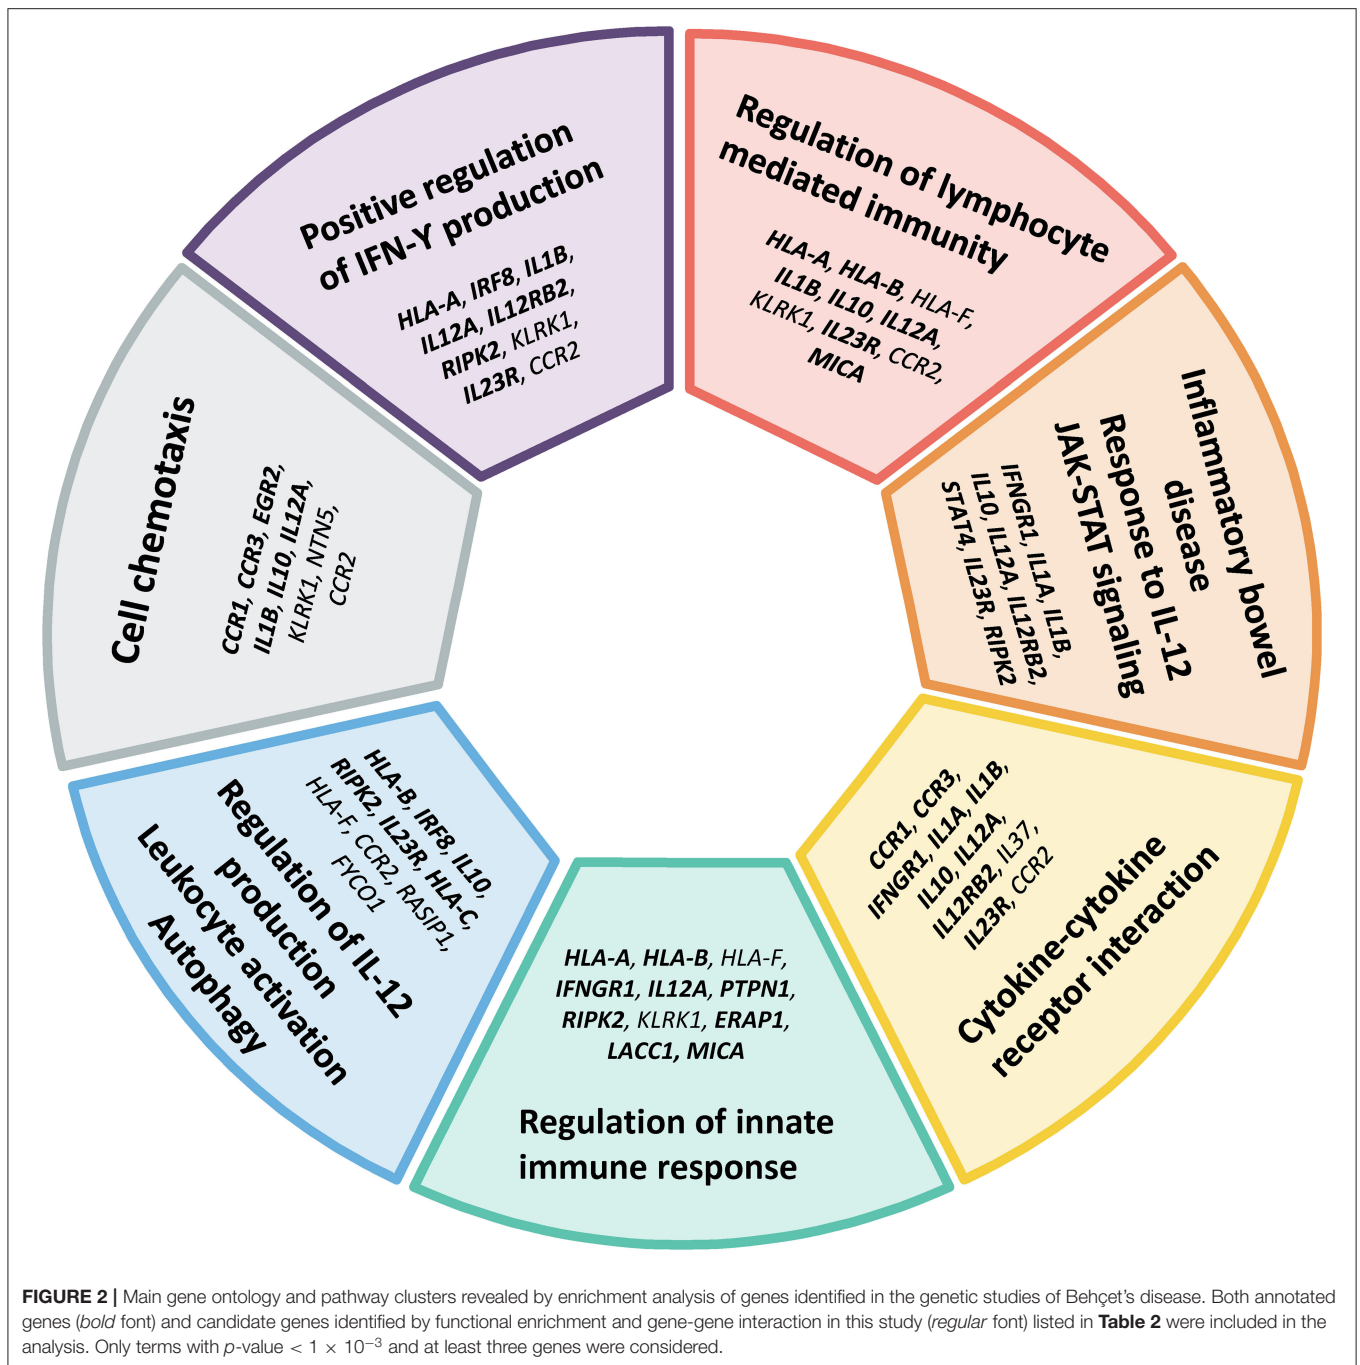 Positive regulation
of IFN-ϒ production
HLA-A, IRF8, IL1B,
IL12A, IL12RB2,
RIPK2, KLRK1,
IL23R, CCR2
Regulation of lymphocyte
mediated immunity
HLA-A, HLA-B, HLA-F,
IL1B, IL10, IL12A,
KLRK1, IL23R, CCR2,
MICA
Inflammatory bowel
disease
Response to IL-12
JAK-STAT signaling
IFNGR1, IL1A, IL1B,
IL10, IL12A, IL12RB2,
STAT4, IL23R, RIPK2
CCR1, CCR3,
IFNGR1, IL1A, IL1B,
IL10, IL12A,
IL12RB2, IL37,
IL23R, CCR2
Cytokine-cytokine
receptor interaction
HLA-A, HLA-B, HLA-F,
IFNGR1, IL12A, PTPN1,
RIPK2, KLRK1, ERAP1,
LACC1, MICA
Regulation of innate
immune response
HLA-B, IRF8, IL10,
RIPK2, IL23R, HLA-C,
HLA-F, CCR2, RASIP1,
FYCO1
Regulation of IL-12
production
Leukocyte activation
Autophagy
Cell chemotaxis
CCR1, CCR3, EGR2,
IL1B, IL10, IL12A,
KLRK1, NTN5,
CCR2
FIGURE 2 | Main gene ontology and pathway clusters revealed by enrichment analysis of genes identified in the genetic studies of Behçet's disease. Both annotated
genes (bold font) and candidate genes identified by functional enrichment and gene-gene interaction in this study (regular font) listed in Table 2 were included in the
analysis. Only terms with p-value < 1 × 10⁻³ and at least three genes were considered.